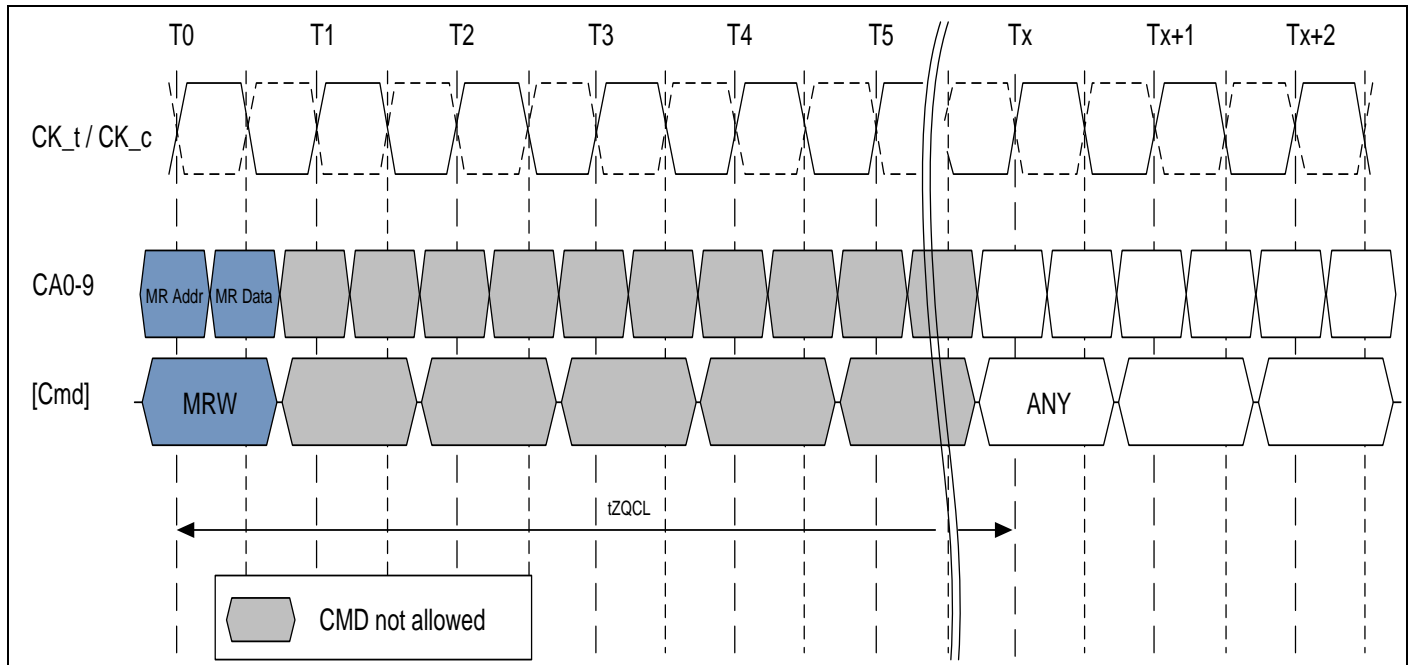 T0 T1 T2 T3 T4 T5 Tx Tx+1 Tx+2
CK_t / CK_c
CA0-9 MR Addr MR Data
[Cmd] MRW ANY
tZQCL
CMD not allowed